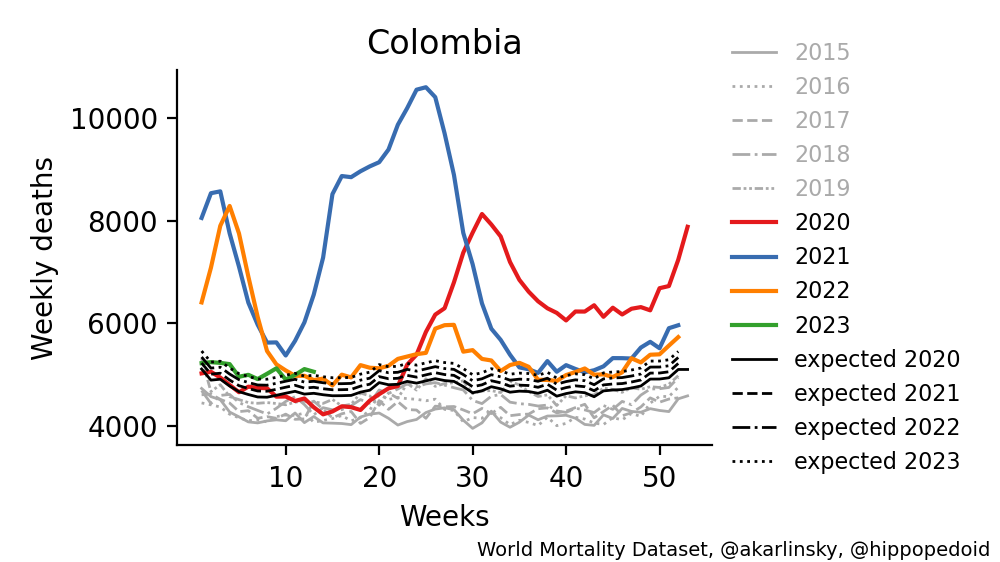 Colombia
Weekly deaths
10000
8000
6000
4000
10
20
30
40
50
Weeks
2015
2016
2017
2018
2019
2020
2021
2022
2023
expected 2020
expected 2021
expected 2022
expected 2023
World Mortality Dataset, @akarlinsky, @hippopedoid